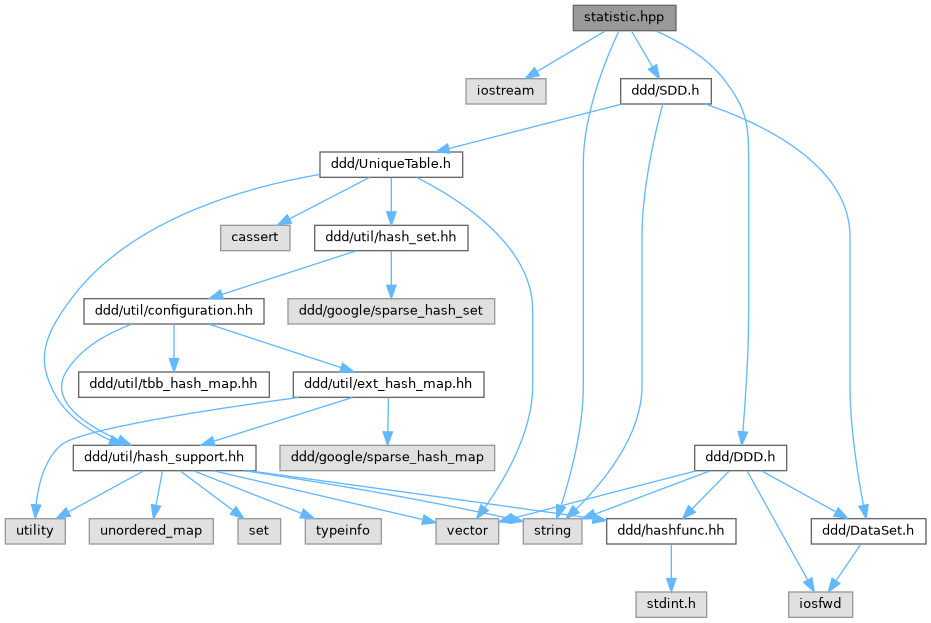 statistic.hpp
iostream
ddd/SDD.h
ddd/UniqueTable.h
cassert
ddd/util/hash_set.hh
ddd/util/configuration.hh
ddd/google/sparse_hash_set
ddd/util/tbb_hash_map.hh
ddd/util/ext_hash_map.hh
ddd/util/hash_support.hh
ddd/google/sparse_hash_map
ddd/DDD.h
utility
unordered_map
set
typeinfo
vector
string
ddd/hashfunc.hh
ddd/DataSet.h
stdint.h
iosfwd